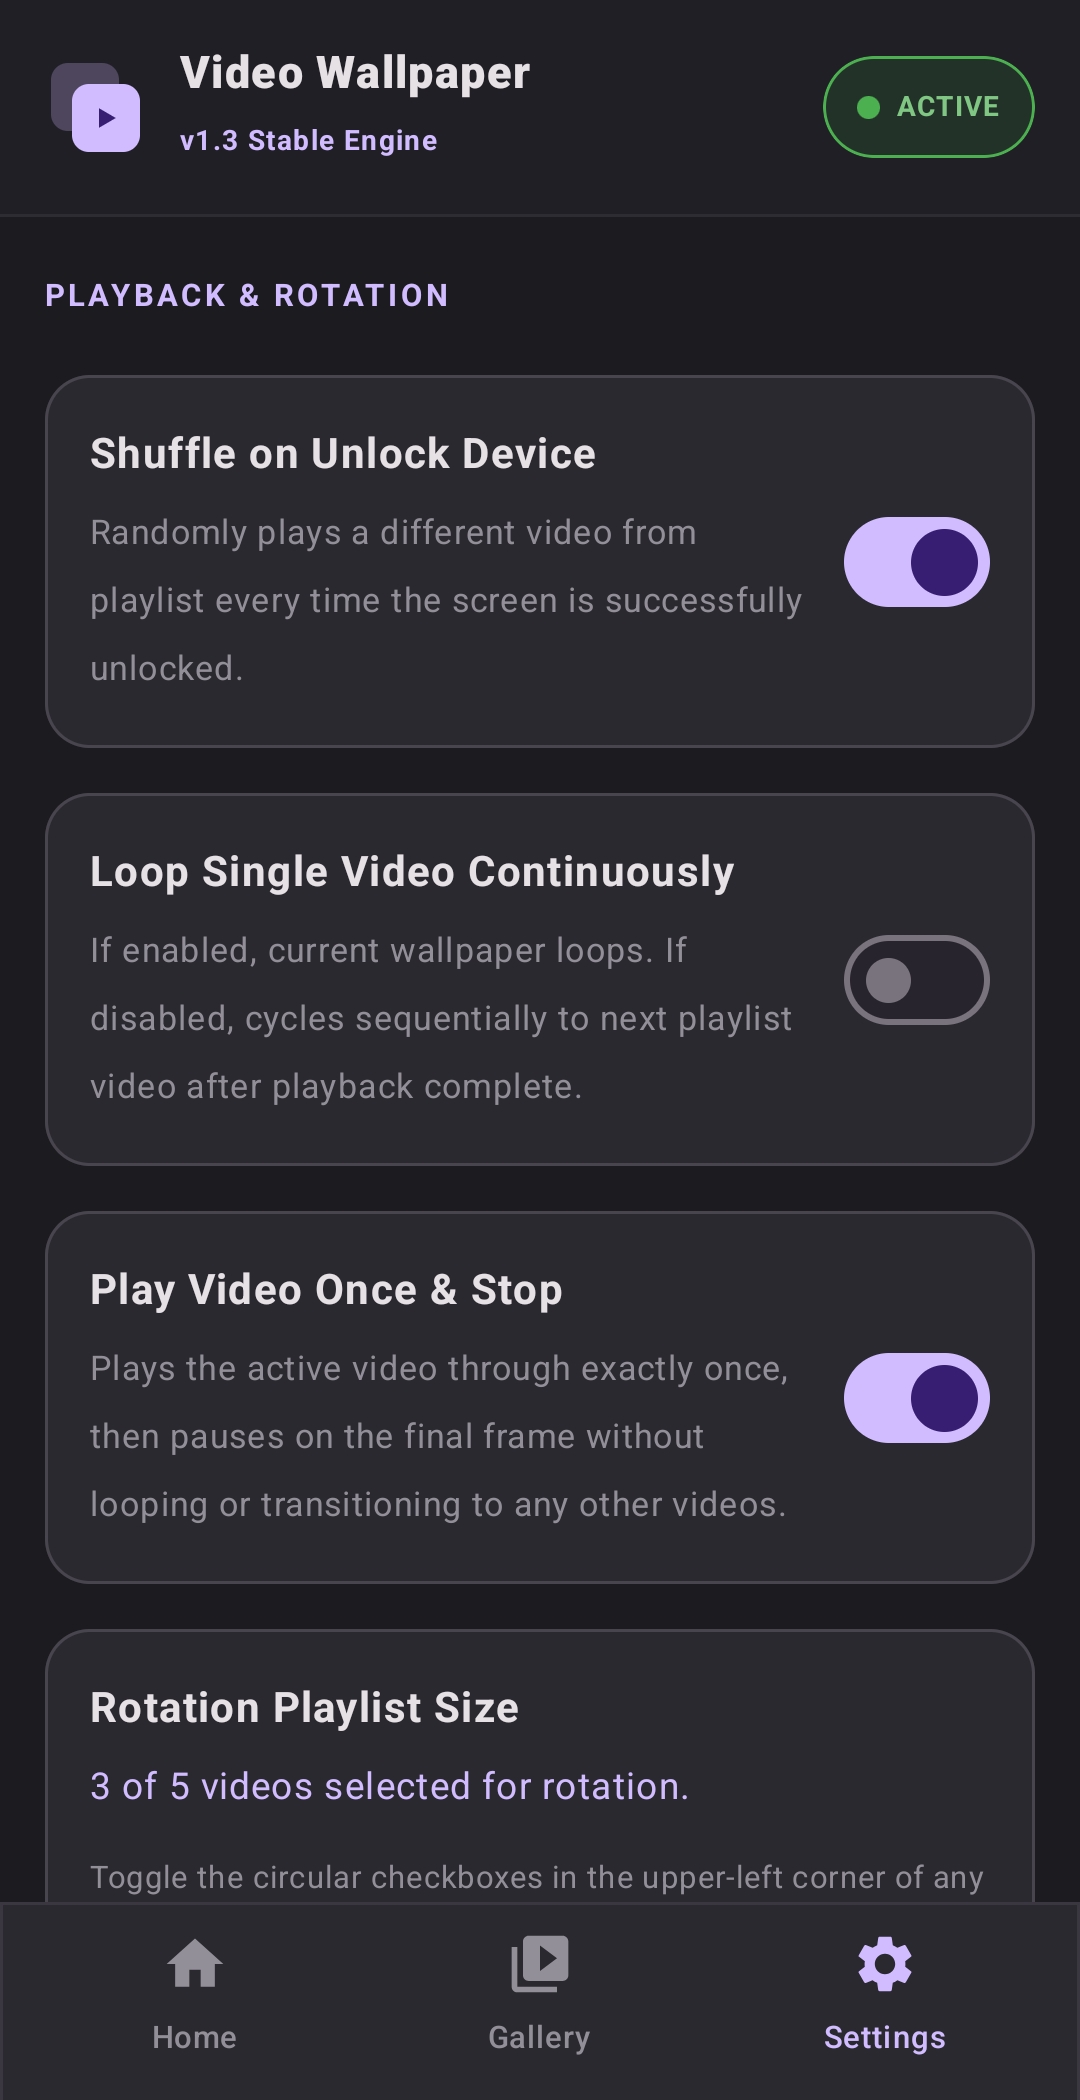 Video Wallpaper
v1.3 Stable Engine
ACTIVE
PLAYBACK & ROTATION
Shuffle on Unlock Device
Randomly plays a different video from
playlist every time the screen is successfully
unlocked.
Loop Single Video Continuously
If enabled, current wallpaper loops. If
disabled, cycles sequentially to next playlist
video after playback complete.
Play Video Once & Stop
Plays the active video through exactly once,
then pauses on the final frame without
looping or transitioning to any other videos.
Rotation Playlist Size
3 of 5 videos selected for rotation.
Toggle the circular checkboxes in the upper-left corner of any
Home
Gallery
Settings